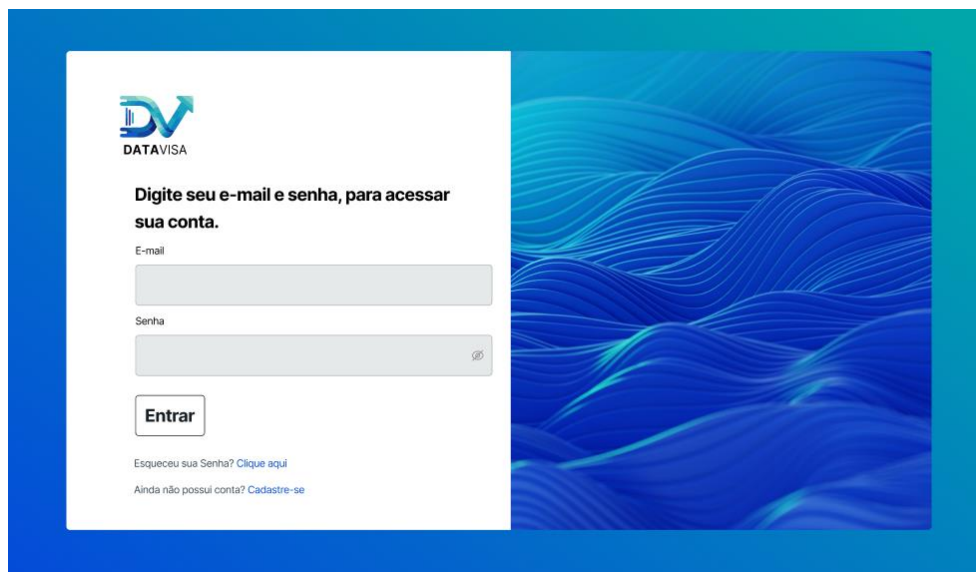 DV
DATAVISA
Digite seu e-mail e senha, para acessar
sua conta.
E-mail
Senha
Entrar
Esqueceu sua Senha? Clique aqui
Ainda não possui conta? Cadastre-se